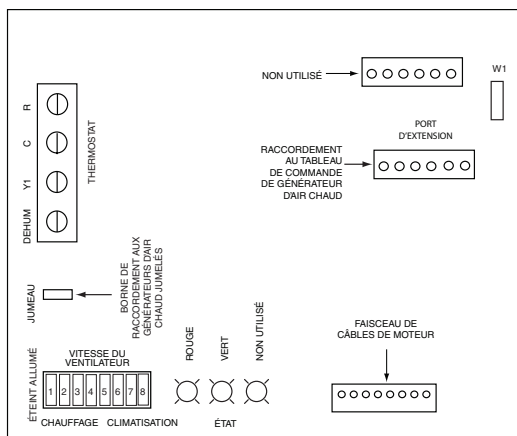 NON UTILISÉ
W1
PORT
D'EXTENSION
RACCORDEMENT
AU TABLEAU
DE COMMANDE
DE GÉNÉRATEUR
D'AIR CHAUD
R
C
Y1
DEHUM
THERMOSTAT
JUMEAU
BORNE DE
RACCORDEMENT AUX
GÉNÉRATEURS D'AIR
CHAUD JUMELÉS
ÉTEINT ALLUMÉ
VITESSE DU
VENTILATEUR
1 2 3 4 5 6 7 8
CHAUFFAGE CLIMATISATION
ROUGE
VERT
NON UTILISÉ
ÉTAT
FAISCEAU DE
CÂBLES DE MOTEUR